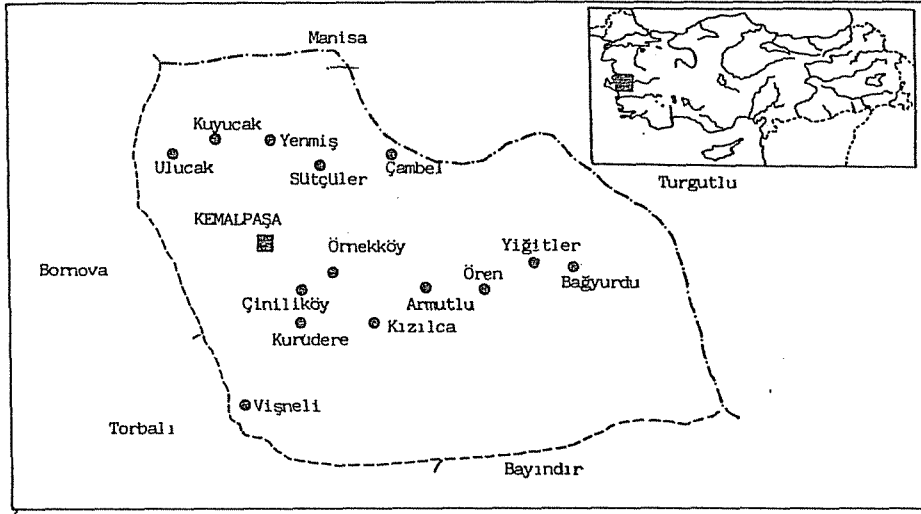 Manisa
Kuyucak
Yenmiş
Ulucak
Sütçüler
Çambel
Turgutlu
KEMALPAŞA
Örnekköy
Yiğitler
Bornova
Ören
Bağyurdu
Çiniliköy
Armutlu
Kurudere
Kızılca
Vişneli
Torbalı
Bayındır